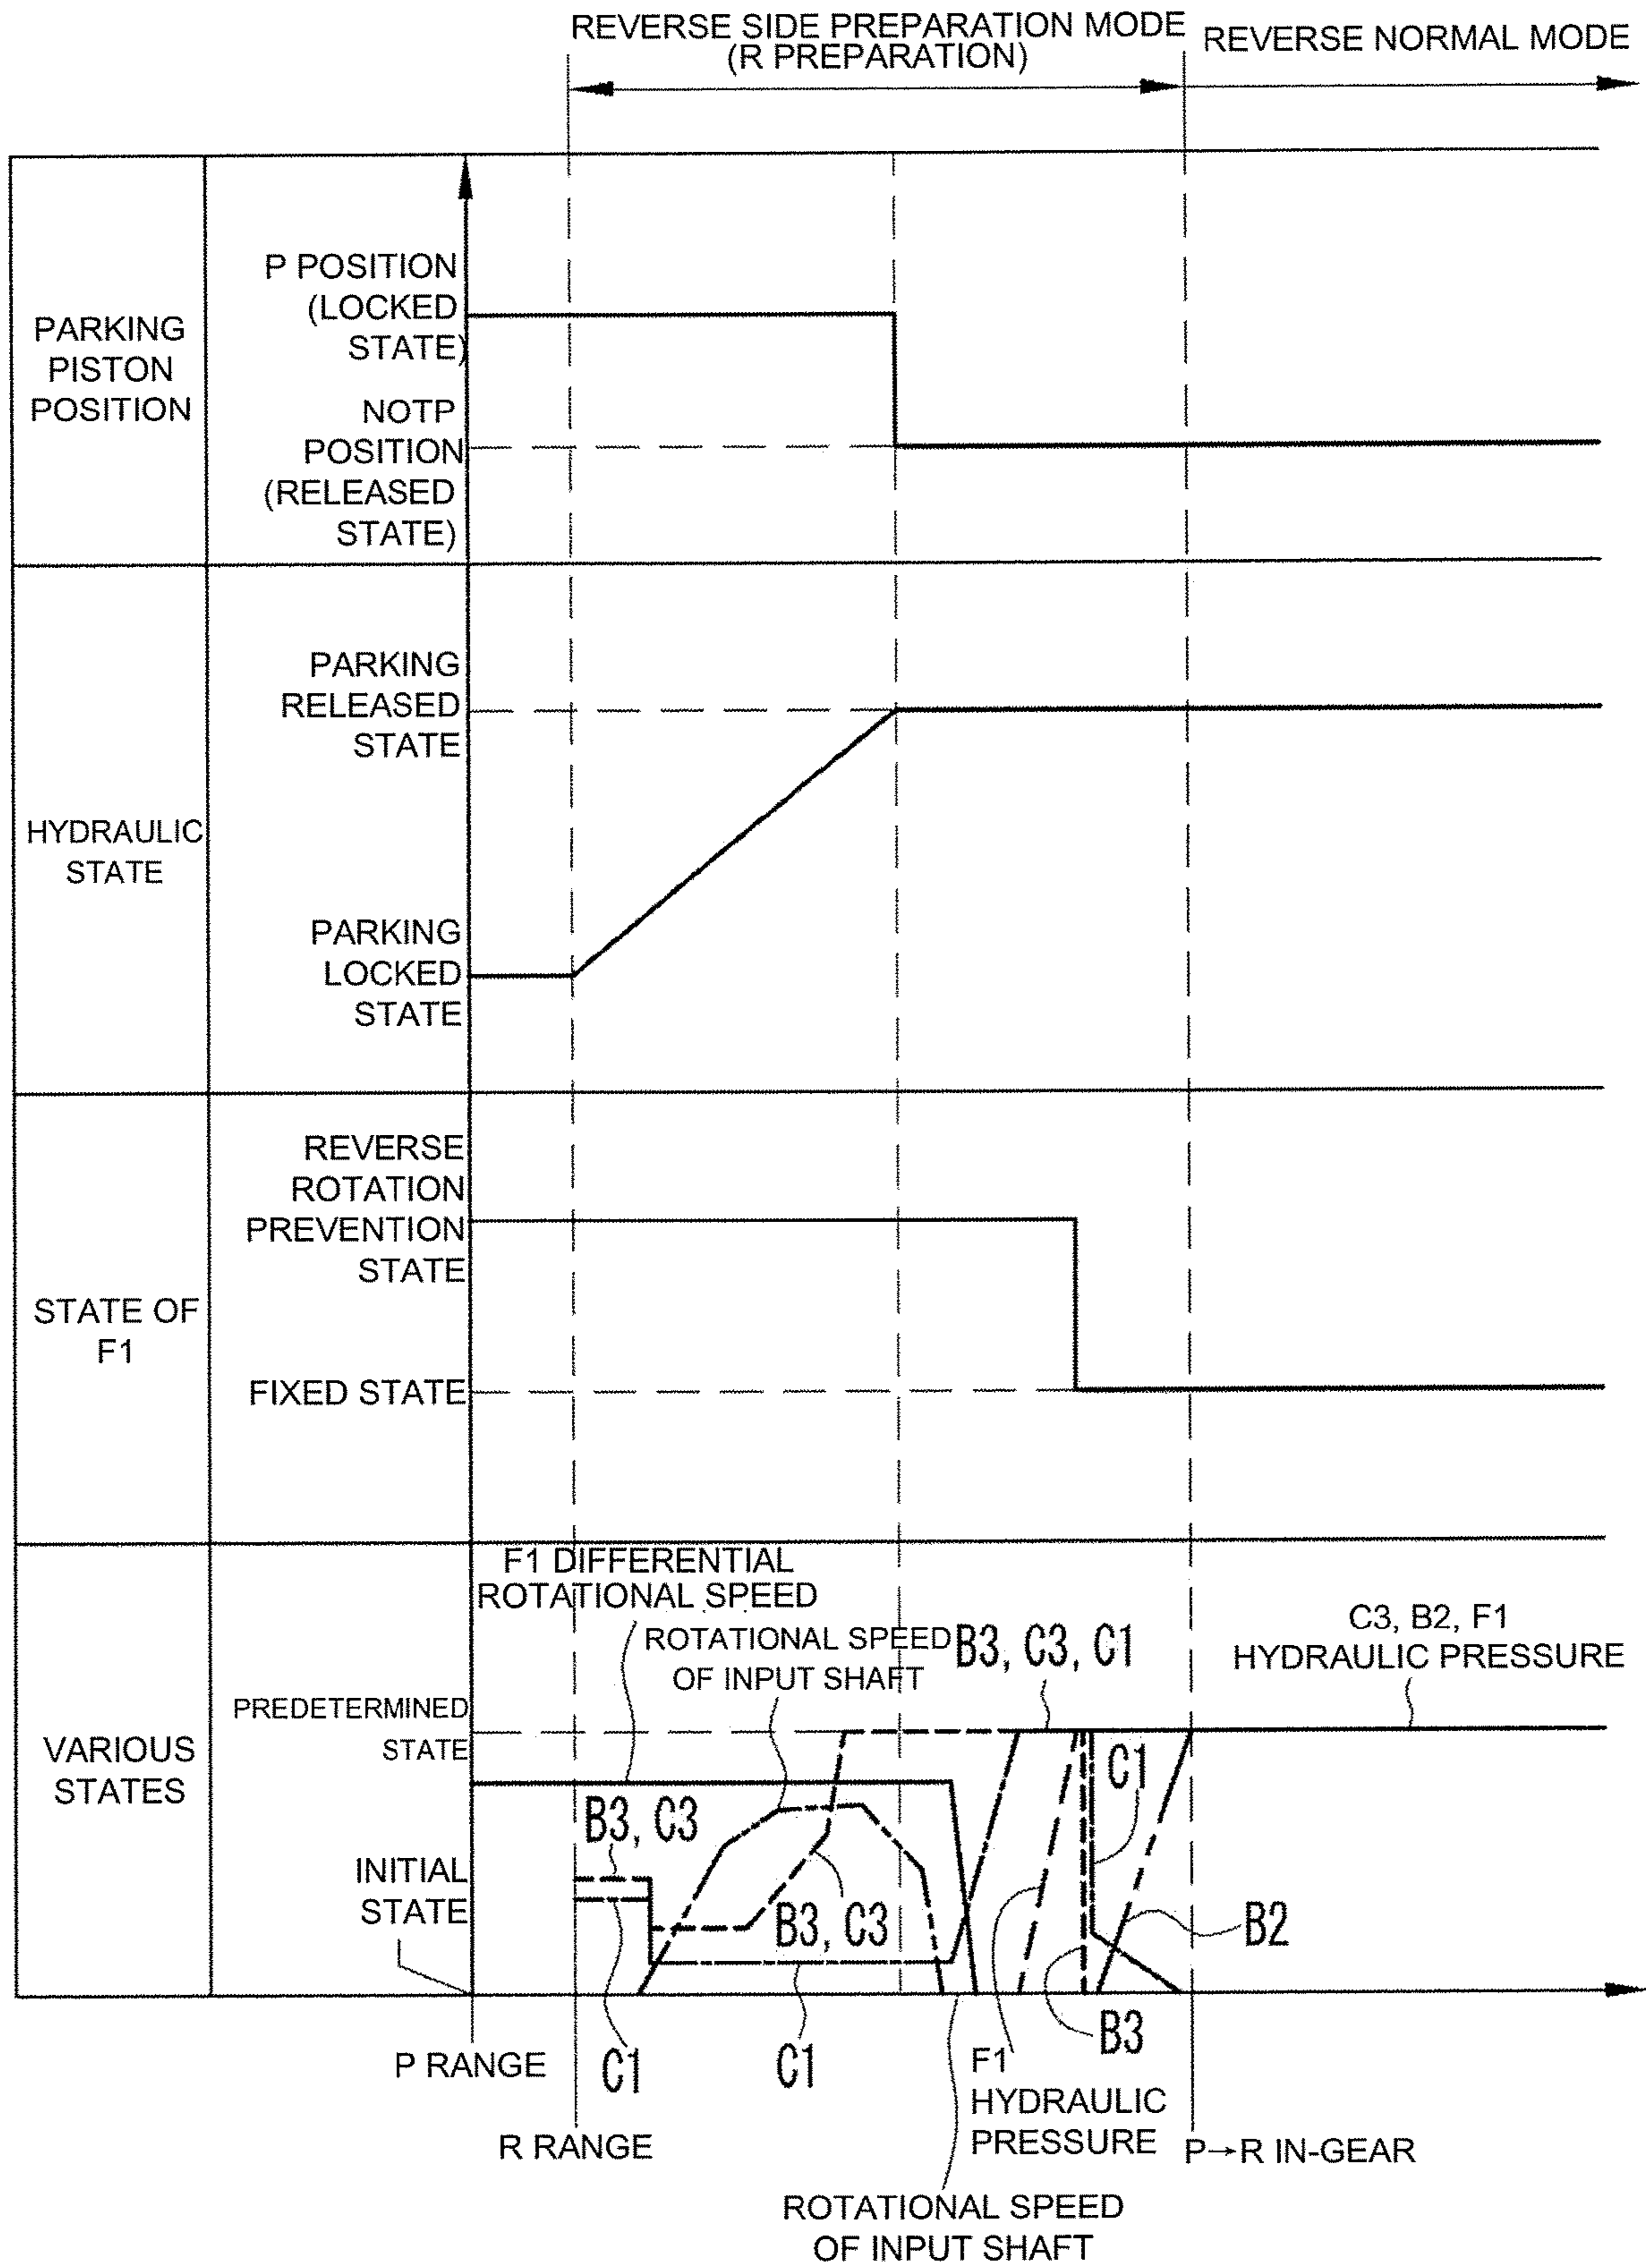 REVERSE SIDE PREPARATION MODE
(R PREPARATION)
REVERSE NORMAL MODE
PARKING
PISTON
POSITION
P POSITION
(LOCKED
STATE)
NOTP
POSITION
(RELEASED
STATE)
HYDRAULIC
STATE
PARKING
RELEASED
STATE
PARKING
LOCKED
STATE
STATE OF
F1
REVERSE
ROTATION
PREVENTION
STATE
FIXED STATE
VARIOUS
STATES
PREDETERMINED
STATE
INITIAL
STATE
F1 DIFFERENTIAL
ROTATIONAL SPEED
ROTATIONAL SPEED
OF INPUT SHAFT
B3, C3, C1
C3, B2, F1
HYDRAULIC PRESSURE
B3, C3
C1
B3, C3
B2
P RANGE
C1
C1
F1
HYDRAULIC
PRESSURE
B3
R RANGE
P→R IN-GEAR
ROTATIONAL SPEED
OF INPUT SHAFT